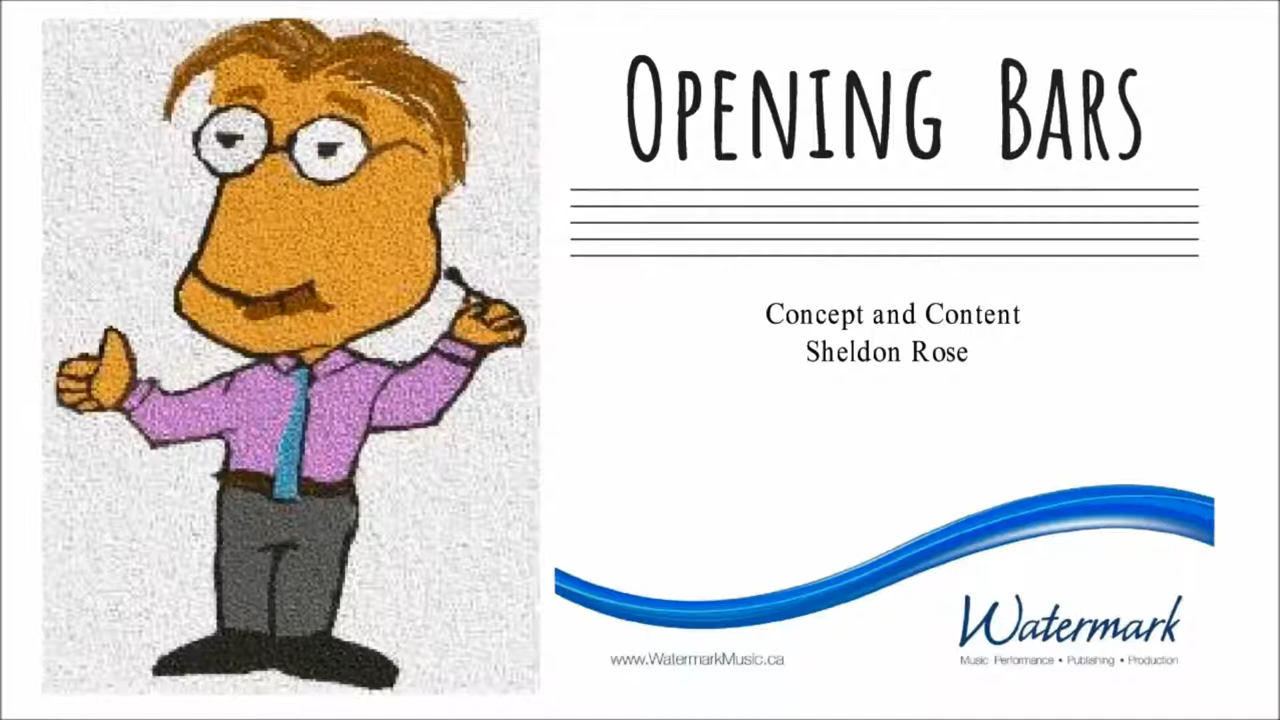 OPENING BARS
Concept and Content
Sheldon Rose
Watermark
www.WatermarkMusic.ca
Music Performance • Publishing • Production